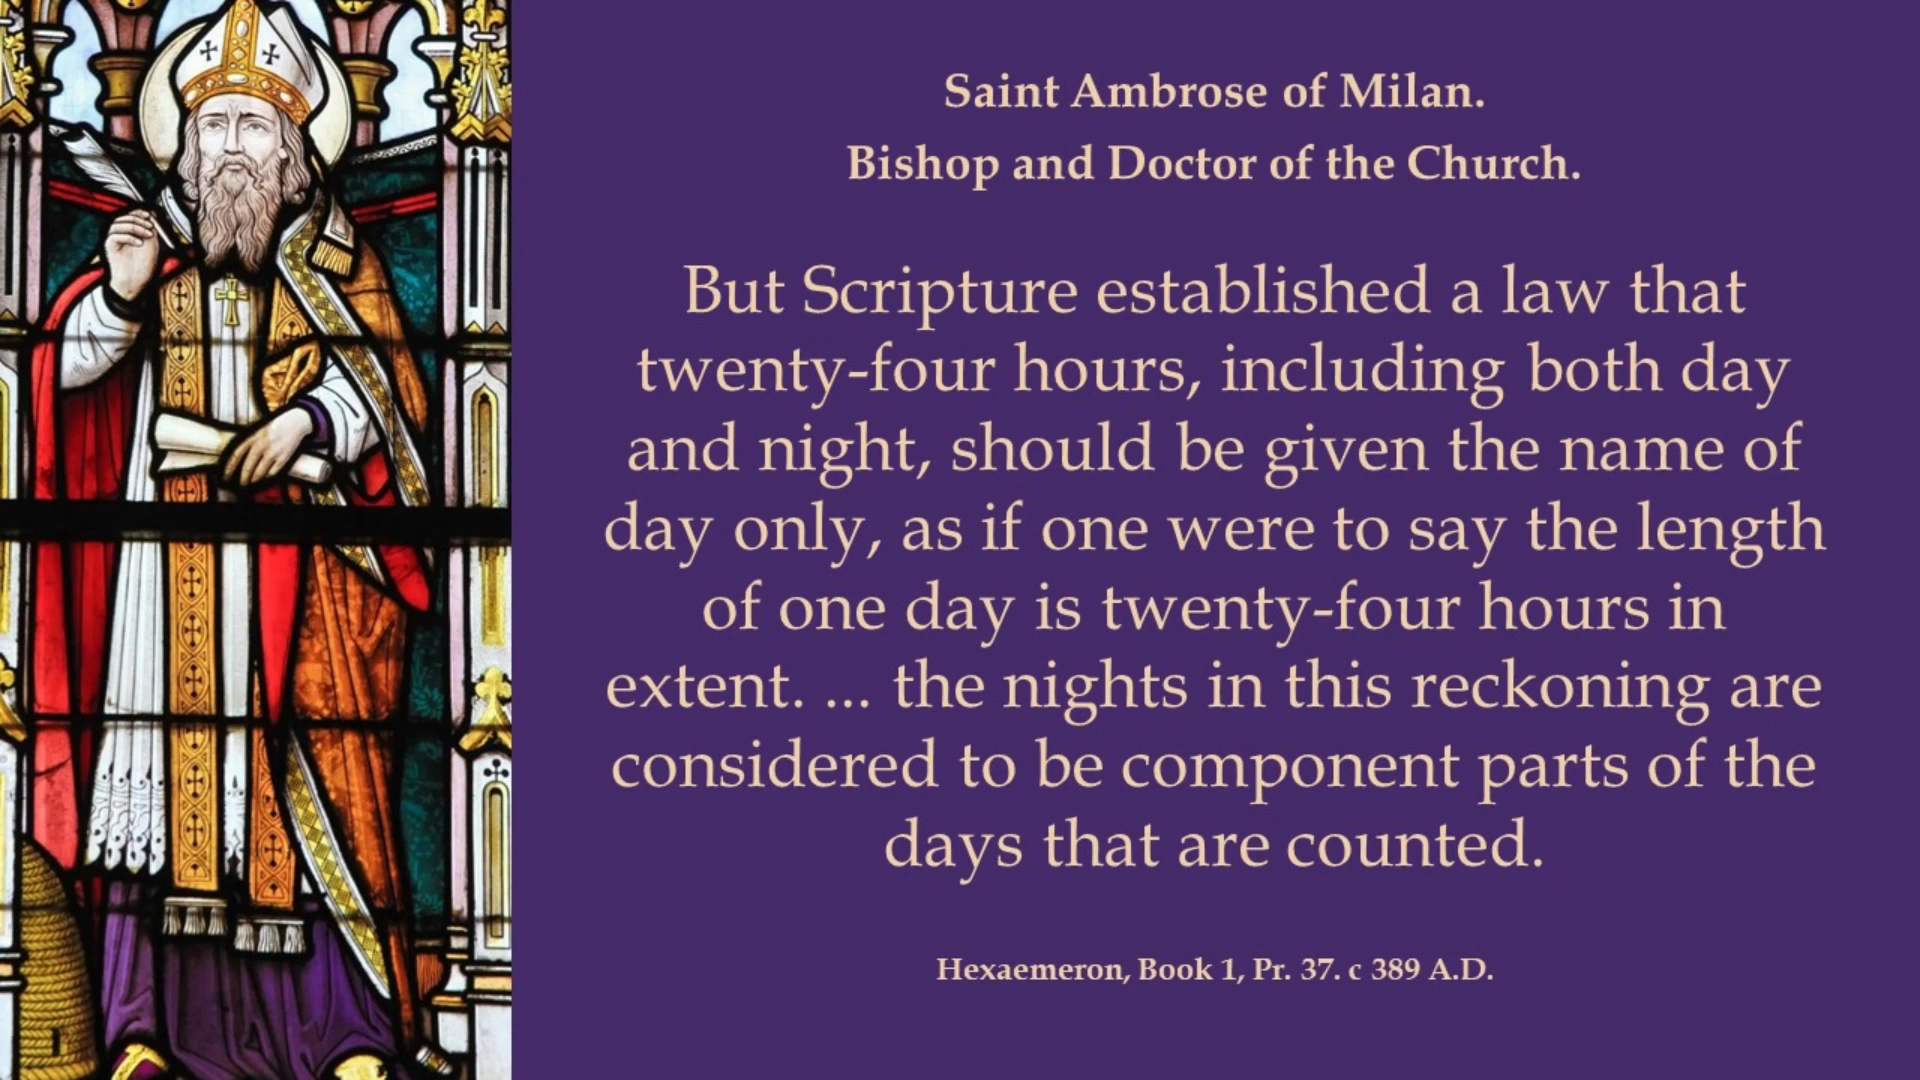 Saint Ambrose of Milan.
Bishop and Doctor of the Church.
But Scripture established a law that
twenty-four hours, including both day
and night, should be given the name of
day only, as if one were to say the length
of one day is twenty-four hours in
extent. ... the nights in this reckoning are
considered to be component parts of the
days that are counted.
Hexaemeron, Book 1, Pr. 37. c 389 A.D.